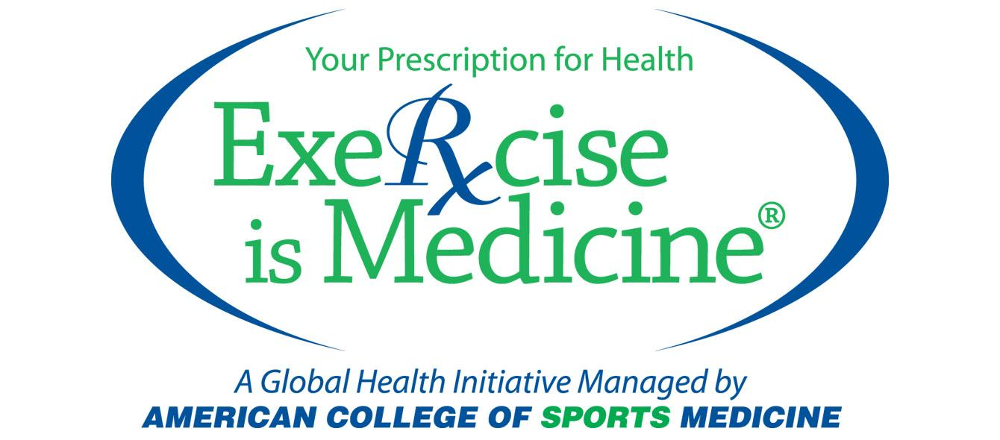 Your Prescription for Health
ExeRxcise
is Medicine®
A Global Health Initiative Managed by
AMERICAN COLLEGE OF SPORTS MEDICINE